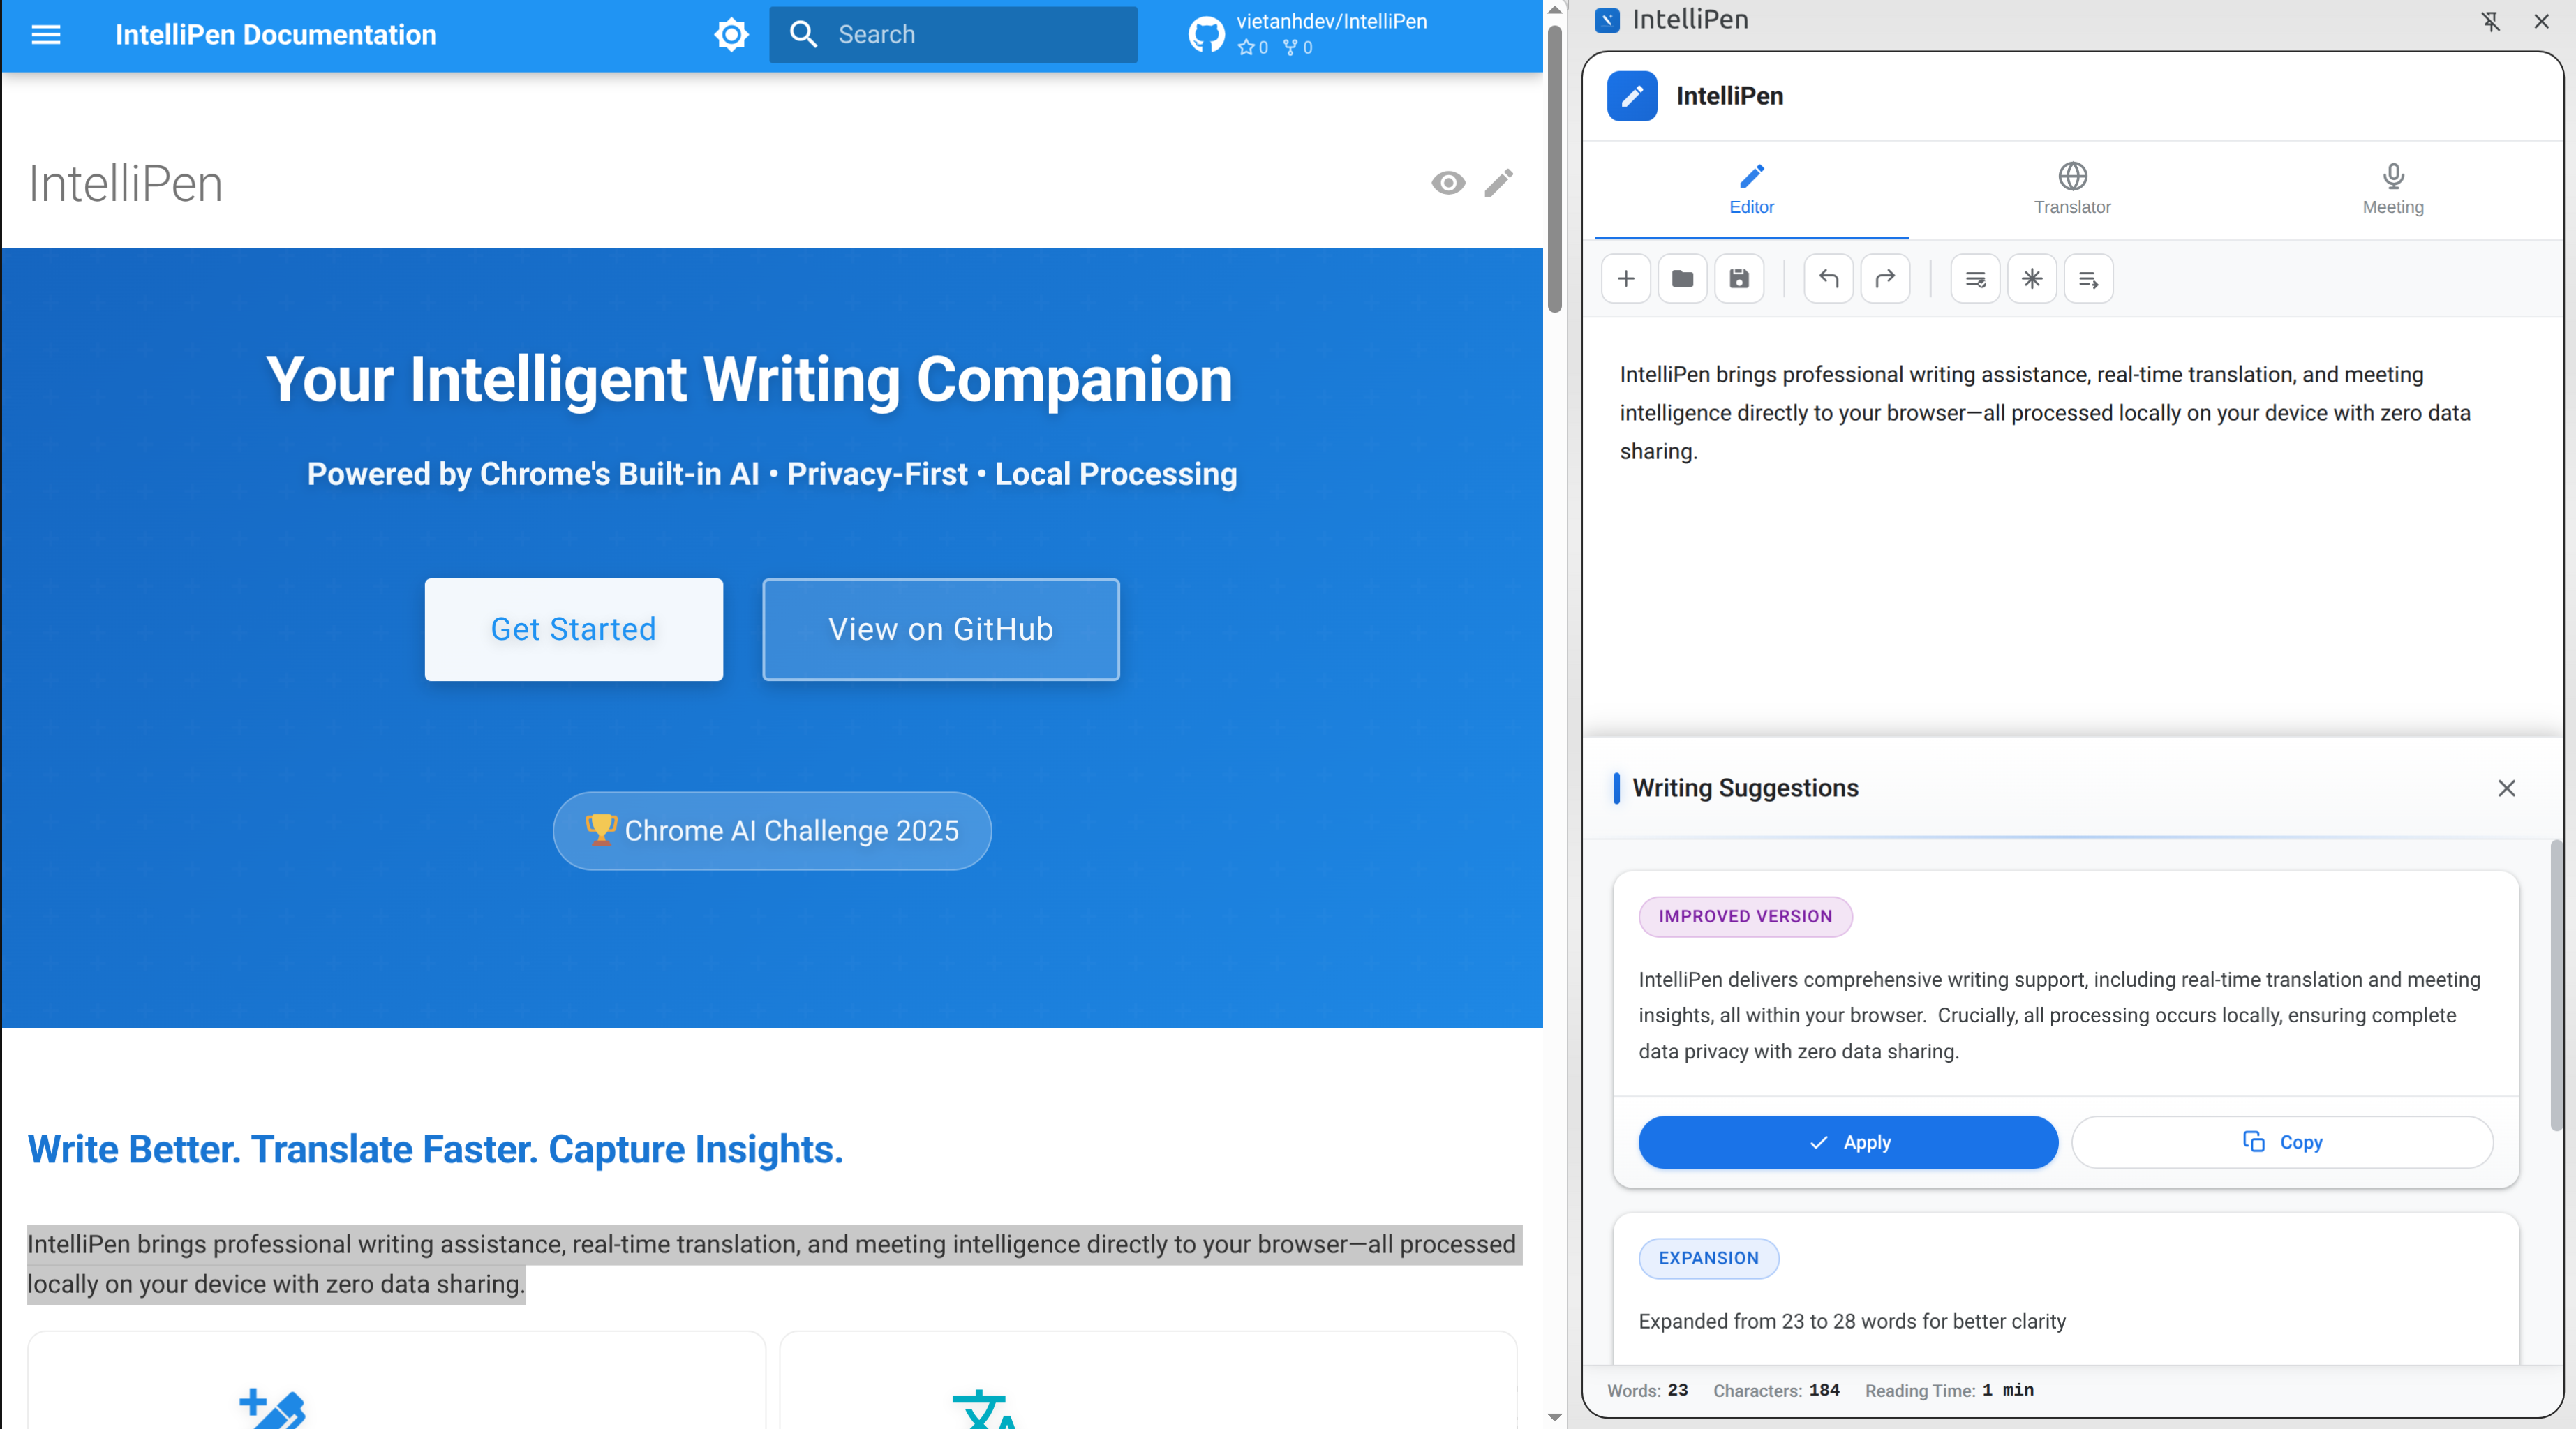 IntelliPen Documentation
Search
vietanhdev/IntelliPen
0 0
IntelliPen
Your Intelligent Writing Companion
Powered by Chrome's Built-in AI • Privacy-First • Local Processing
Get Started
View on GitHub
🏆 Chrome AI Challenge 2025
Write Better. Translate Faster. Capture Insights.
IntelliPen brings professional writing assistance, real-time translation, and meeting intelligence directly to your browser—all processed
locally on your device with zero data sharing.
IntelliPen
IntelliPen
Editor
Translator
Meeting
IntelliPen brings professional writing assistance, real-time translation, and meeting
intelligence directly to your browser—all processed locally on your device with zero data
sharing.
Writing Suggestions
IMPROVED VERSION
IntelliPen delivers comprehensive writing support, including real-time translation and meeting
insights, all within your browser.  Crucially, all processing occurs locally, ensuring complete
data privacy with zero data sharing.
Apply
Copy
EXPANSION
Expanded from 23 to 28 words for better clarity
Words: 23 Characters: 184 Reading Time: 1 min